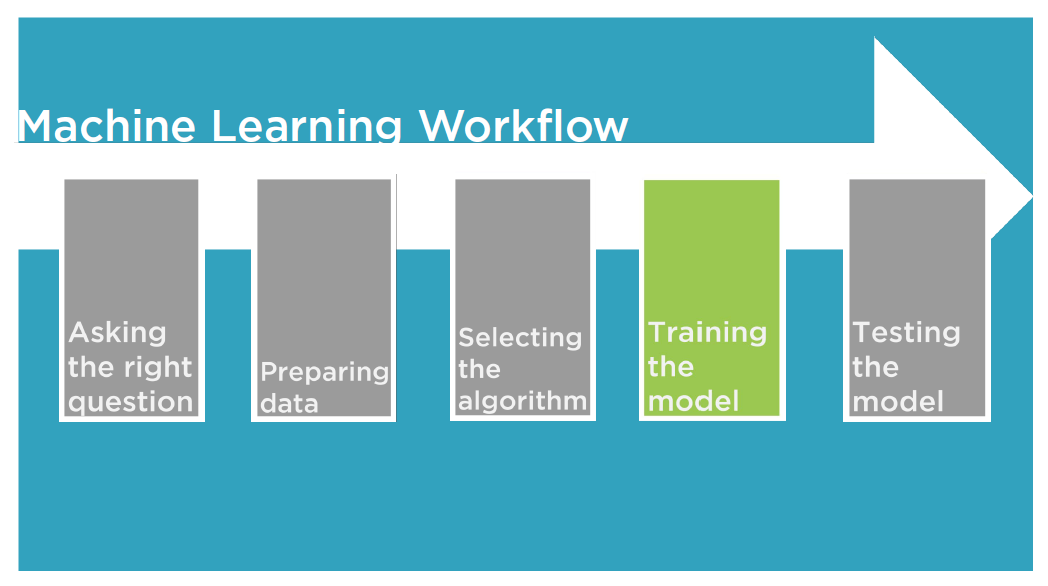 Machine Learning Workflow
Asking
the right
question
Preparing
data
Selecting
the
algorithm
Training
the
model
Testing
the
model